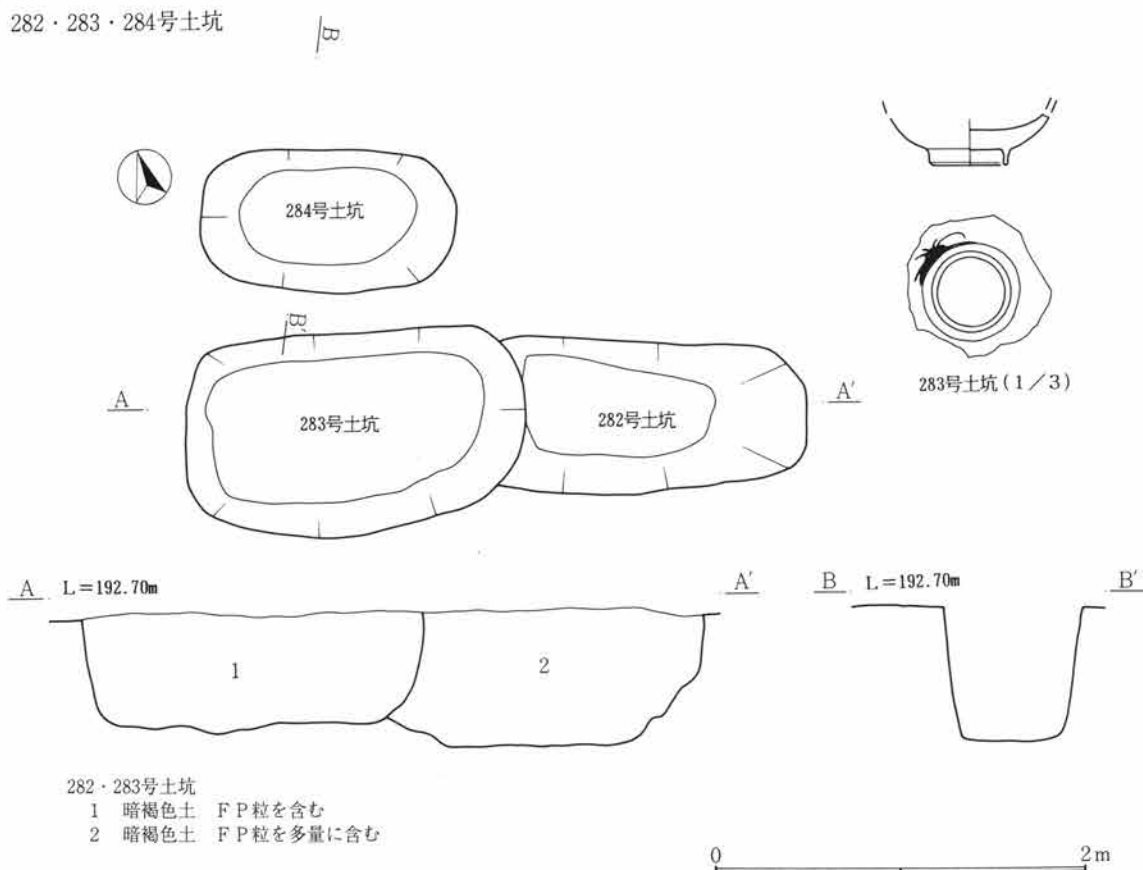 282・283・284号土坑
B
284号土坑
B′
A
283号土坑
282号土坑
A′
283号土坑(1/3)
A L=192.70m A′
B L=192.70m B′
1
2
282・283号土坑
1 暗褐色土 FP粒を含む
2 暗褐色土 FP粒を多量に含む
0 2m